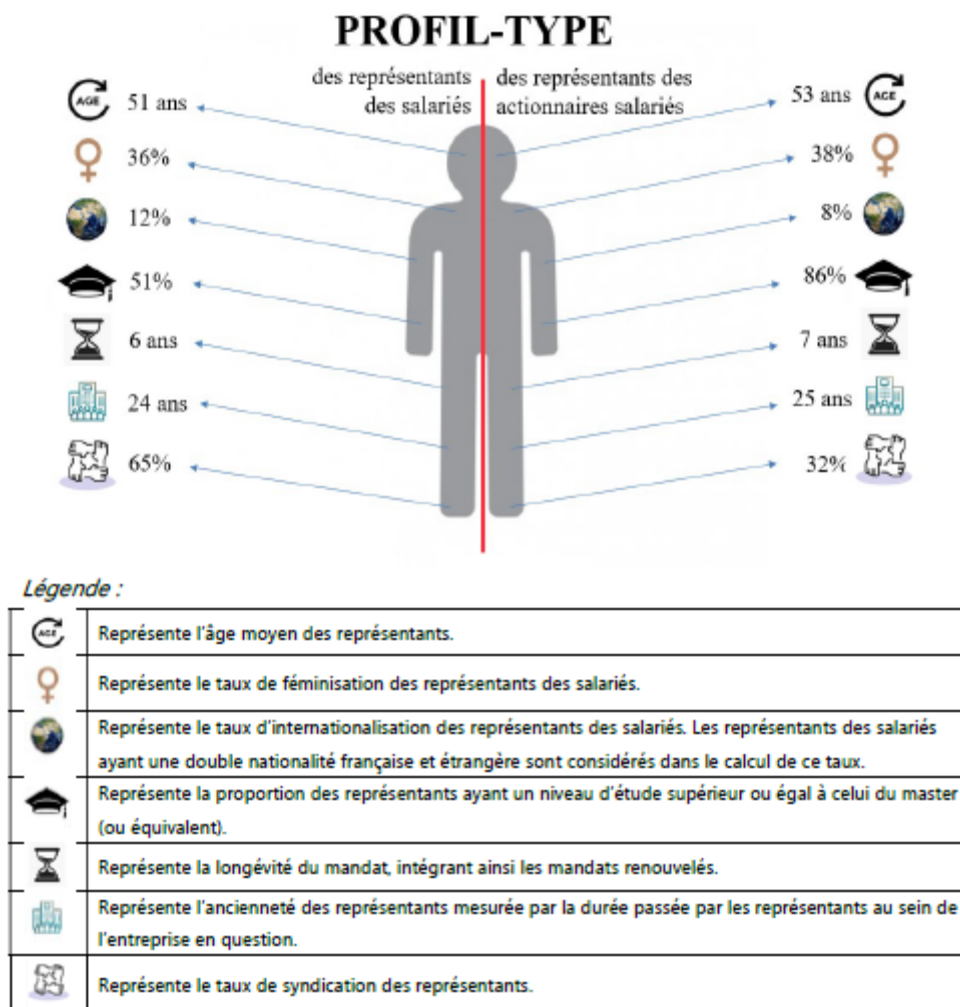 PROFIL-TYPE
des représentants
des salariés
des représentants des
actionnaires salariés
AGE
51 ans
36%
12%
51%
6 ans
24 ans
65%
53 ans
AGE
38%
8%
86%
7 ans
25 ans
32%
Légende :
AGE
Représente l'âge moyen des représentants.
Représente le taux de féminisation des représentants des salariés.
Représente le taux d'internationalisation des représentants des salariés. Les représentants des salariés
ayant une double nationalité française et étrangère sont considérés dans le calcul de ce taux.
Représente la proportion des représentants ayant un niveau d'étude supérieur ou égal à celui du master
(ou équivalent).
Représente la longévité du mandat, intégrant ainsi les mandats renouvelés.
Représente l'ancienneté des représentants mesurée par la durée passée par les représentants au sein de
l'entreprise en question.
Représente le taux de syndication des représentants.